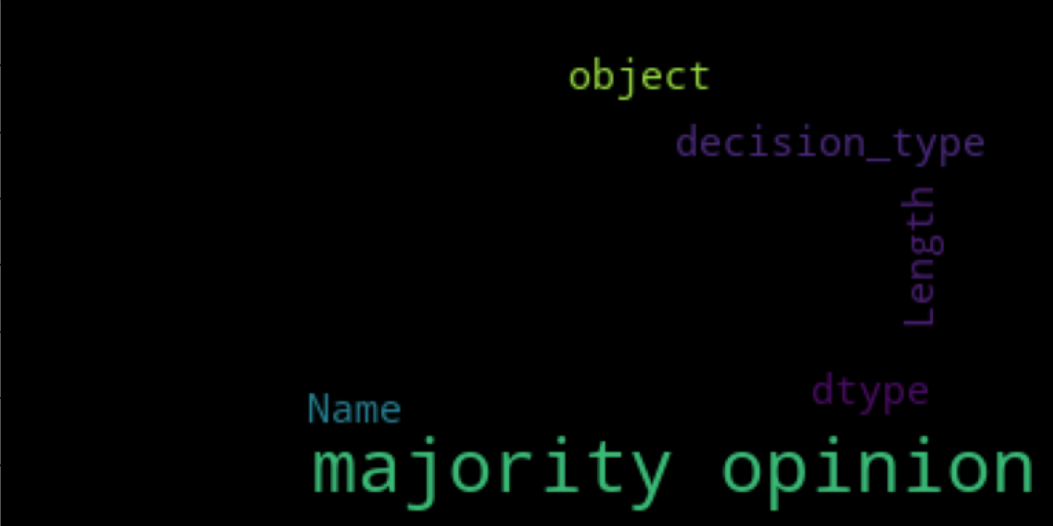 object
decision_type
Length
dtype
Name
majority opinion